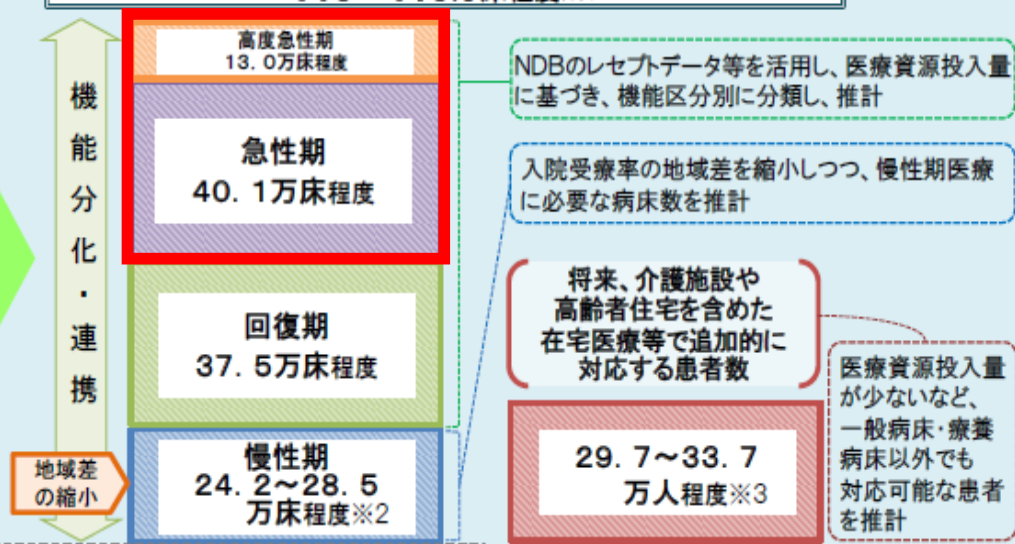 機能分化・連携
地域差
の縮小
高度急性期
13.0万床程度
急性期
40.1万床程度
回復期
37.5万床程度
慢性期
24.2～28.5
万床程度※2
NDBのレセプトデータ等を活用し、医療資源投入量
に基づき、機能区分別に分類し、推計
入院受療率の地域差を縮小しつつ、慢性期医療
に必要な病床数を推計
将来、介護施設や
高齢者住宅を含めた
在宅医療等で追加的に
対応する患者数
29.7～33.7
万人程度※3
医療資源投入量
が少ないなど、
一般病床・療養
病床以外でも
対応可能な患者
を推計